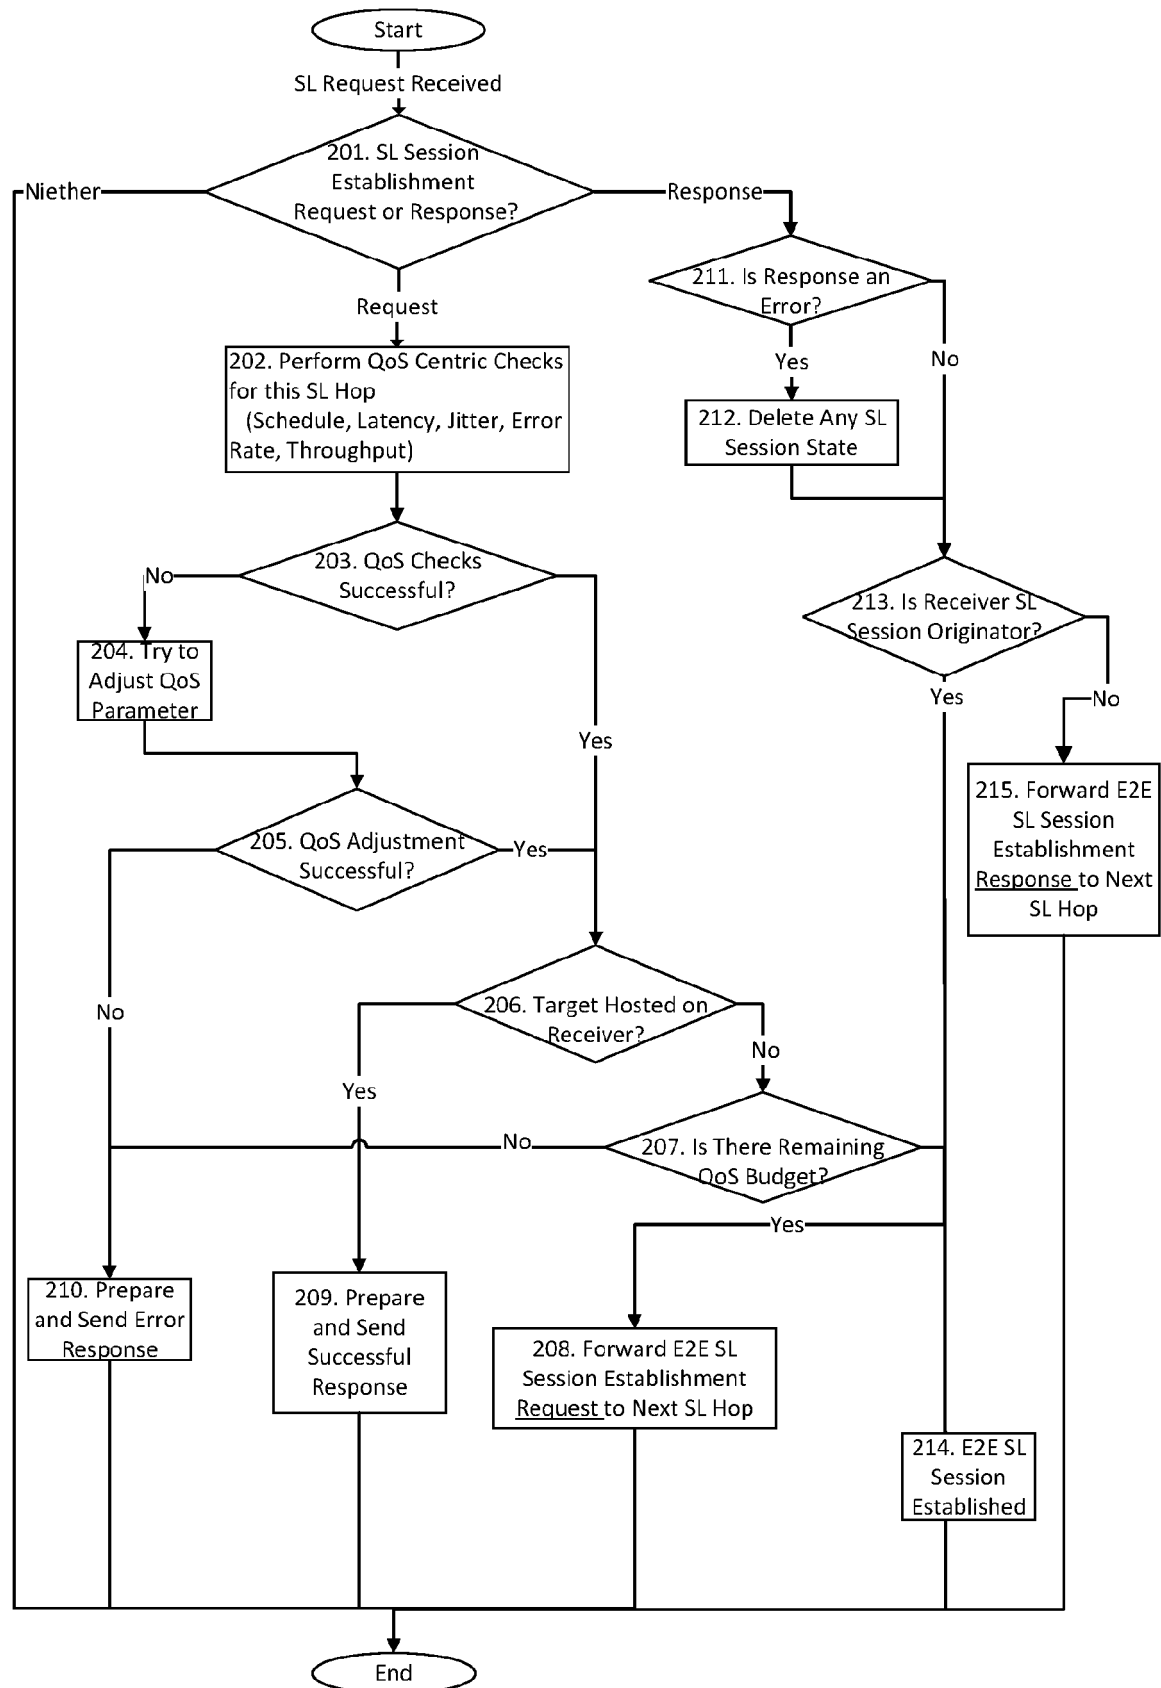 Start
SL Request Received
201. SL Session
Establishment
Request or Response?
Niether
Response
Request
211. Is Response an
Error?
Yes
No
202. Perform QoS Centric Checks
for this SL Hop
(Schedule, Latency, Jitter, Error
Rate, Throughput)
212. Delete Any SL
Session State
203. QoS Checks
Successful?
No
Yes
213. Is Receiver SL
Session Originator?
Yes
No
204. Try to
Adjust QoS
Parameter
205. QoS Adjustment
Successful?
Yes
No
215. Forward E2E
SL Session
Establishment
Response to Next
SL Hop
206. Target Hosted on
Receiver?
No
Yes
207. Is There Remaining
QoS Budget?
No
Yes
210. Prepare
and Send Error
Response
209. Prepare
and Send
Successful
Response
208. Forward E2E SL
Session Establishment
Request to Next SL Hop
214. E2E SL
Session
Established
End